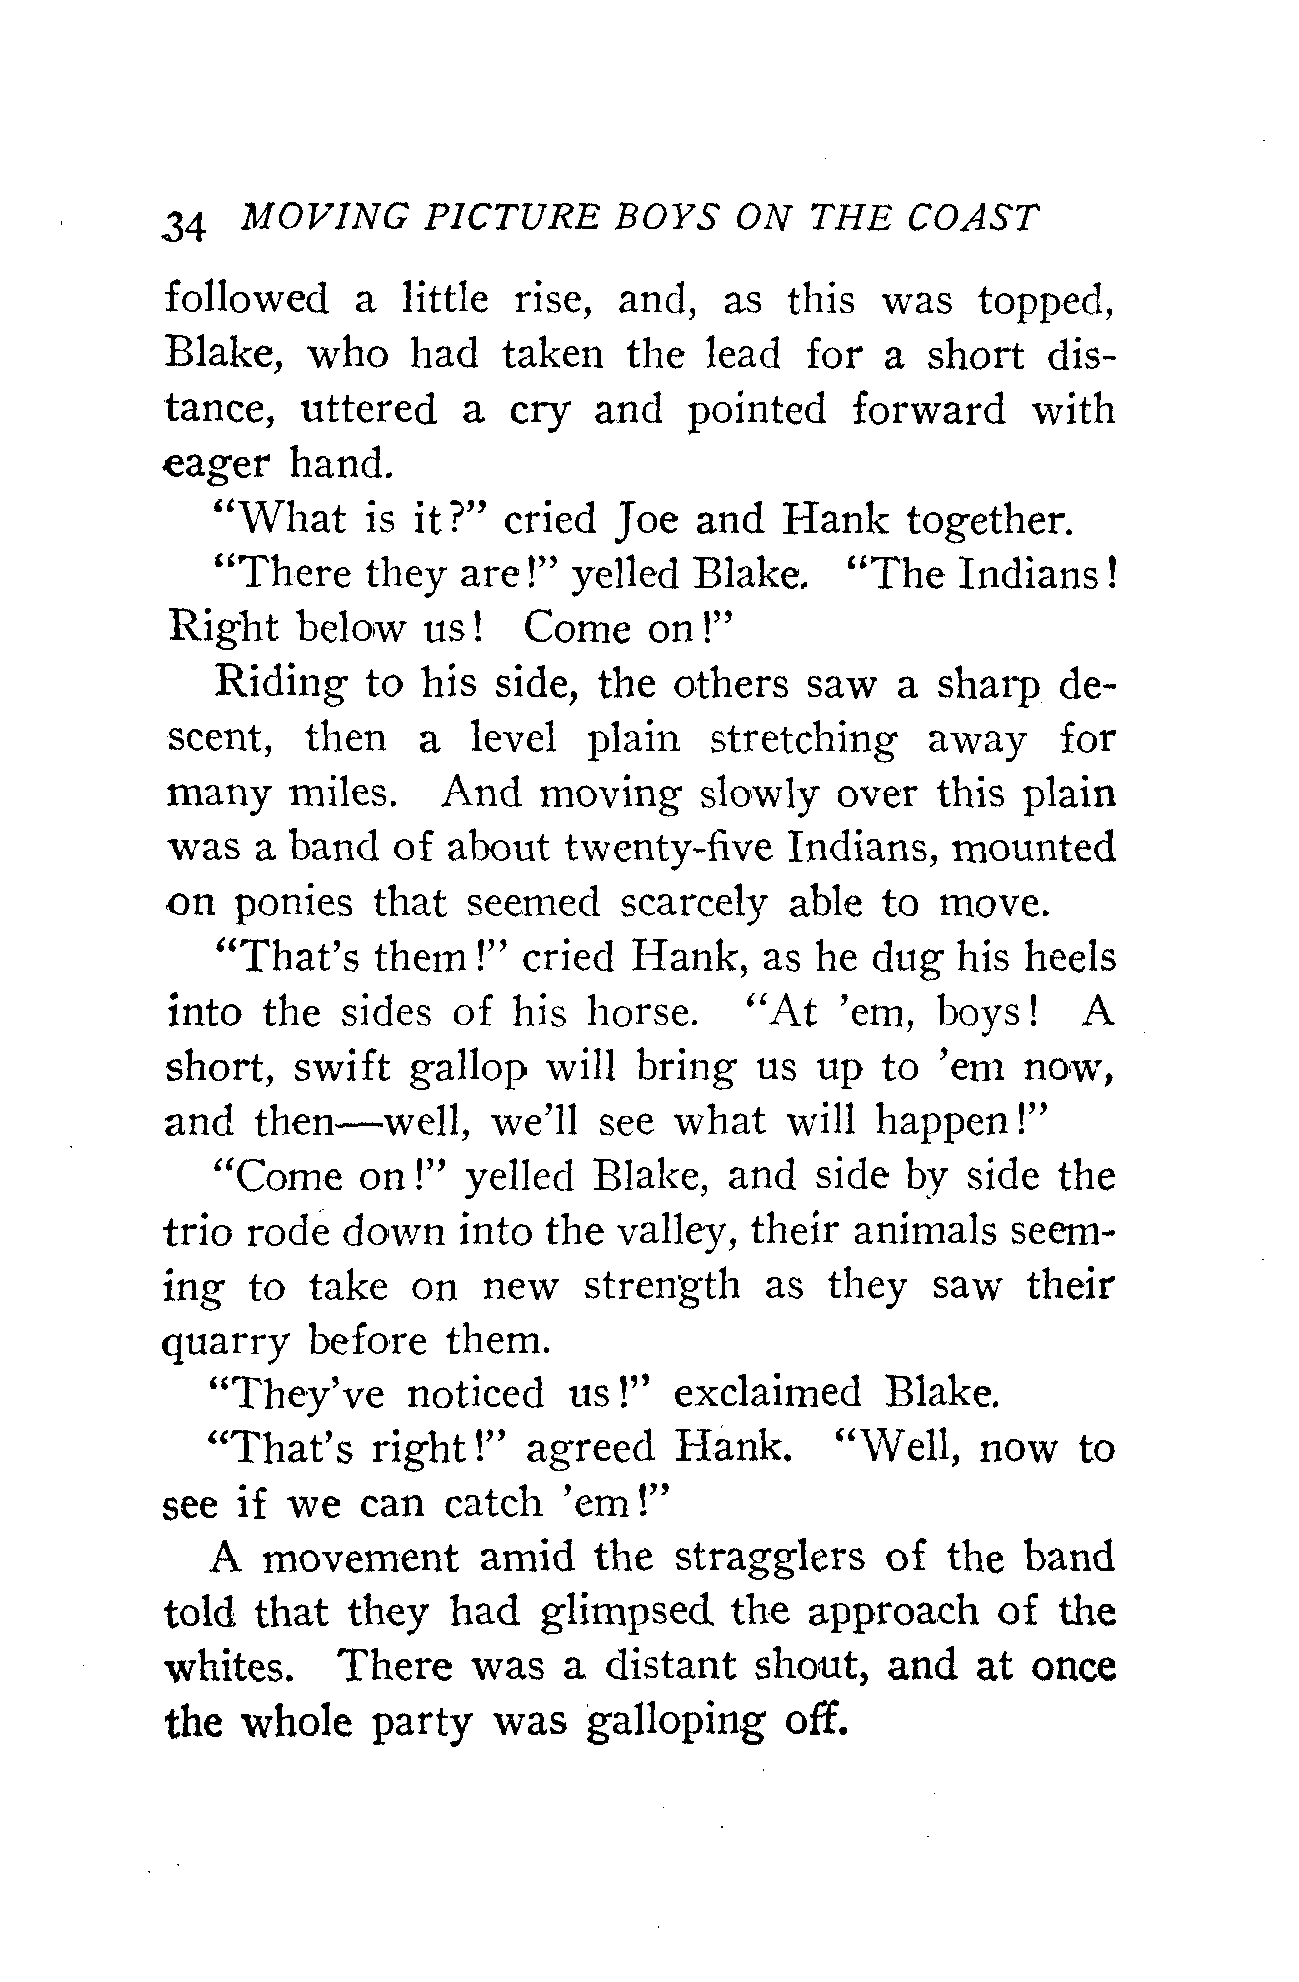 34 MOVING PICTURE BOYS ON THE COAST
followed a little rise, and, as this was topped,
Blake, who had taken the lead for a short dis-
tance, uttered a cry and pointed forward with
eager hand.
“What is it?” cried Joe and Hank together.
“There they are!” yelled Blake. “The Indians!
Right below us! Come on!”
Riding to his side, the others saw a sharp de-
scent, then a level plain stretching away for
many miles. And moving slowly over this plain
was a band of about twenty-five Indians, mounted
on ponies that seemed scarcely able to move.
“That’s them!” cried Hank, as he dug his heels
into the sides of his horse. “At ’em, boys! A
short, swift gallop will bring us up to ’em now,
and then—well, we’ll see what will happen!”
“Come on!” yelled Blake, and side by side the
trio rode down into the valley, their animals seem-
ing to take on new strength as they saw their
quarry before them.
“They’ve noticed us!” exclaimed Blake.
“That’s right!” agreed Hank. “Well, now to
see if we can catch ’em!”
A movement amid the stragglers of the band
told that they had glimpsed the approach of the
whites. There was a distant shout, and at once
the whole party was galloping off.